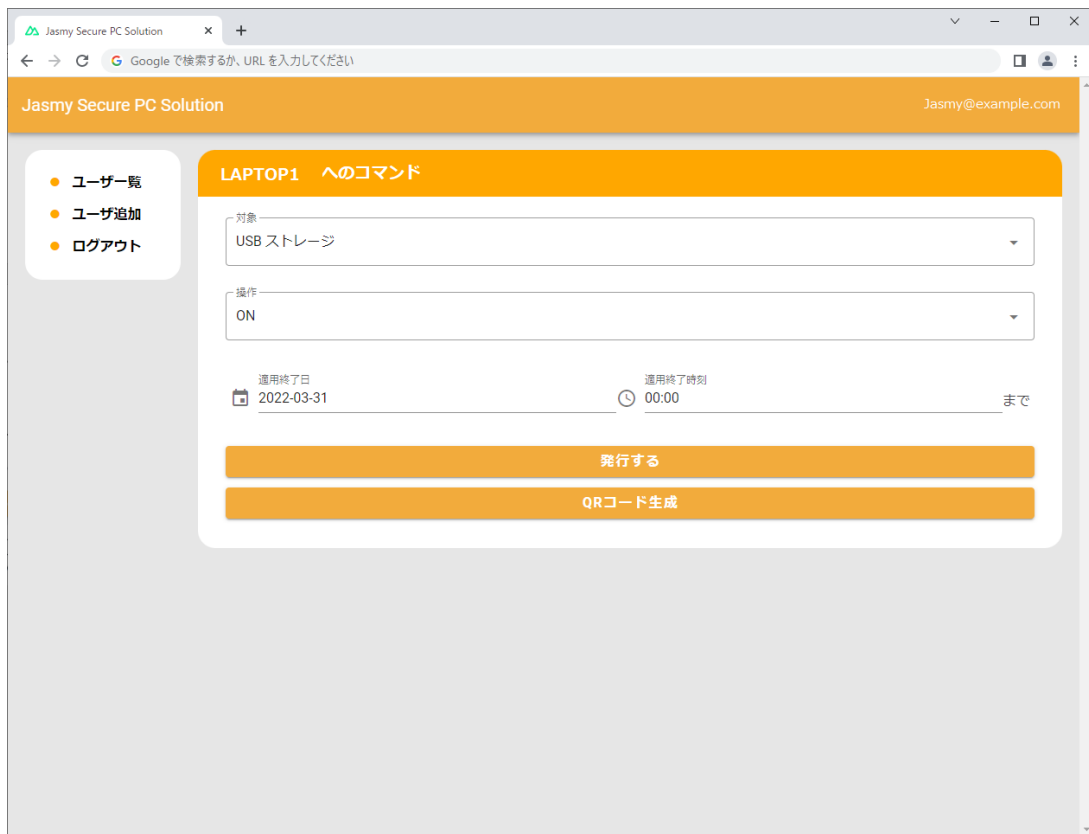 Jasmy Secure PC Solution
Google で検索するか、URL を入力してください
Jasmy Secure PC Solution
Jasmy@example.com
ユーザー覧
ユーザ追加
ログアウト
LAPTOP1 へのコマンド
対象
USB ストレージ
操作
ON
適用終了日
2022-03-31
適用終了時刻
00:00
まで
発行する
QRコード生成